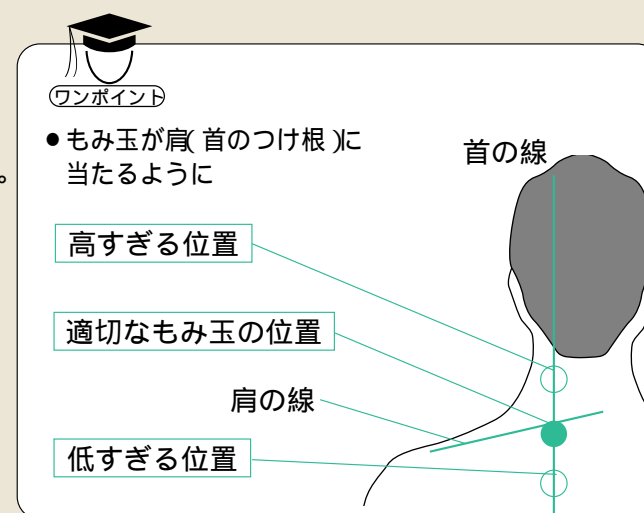 ワンポイント
●もみ玉が肩(首のつけ根)に
当たるように
。
首の線
高すぎる位置
適切なもみ玉の位置
肩の線
低すぎる位置